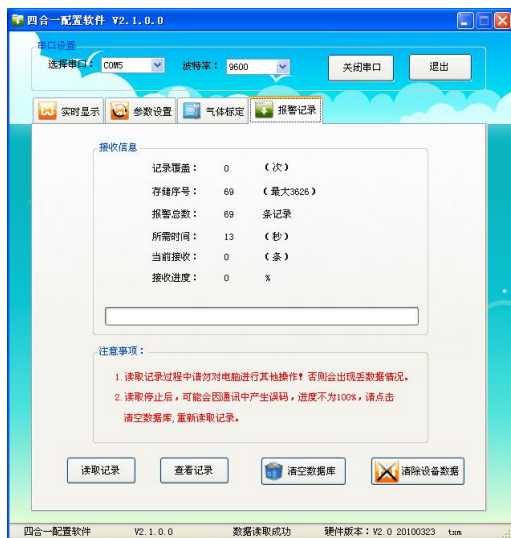 四合一配置软件 V2.1.0.0
串口设置
选择串口： COM5 波特率： 9600 关闭串口 退出
实时显示 参数设置 气体标定 报警记录
接收信息
记录覆盖： 0 （次）
存储序号： 69 （最大3626）
报警总数： 69 条记录
所需时间： 13 （秒）
当前接收： 0 （条）
接收进度： 0 %
注意事项：
1.读取记录过程中请勿对电脑进行其他操作！否则会出现丢数据情况。
2.读取停止后，可能会因通讯中产生误码，进度不为100%，请点击
清空数据库,重新读取记录。
读取记录 查看记录 清空数据库 清除设备数据
四合一配置软件 V2.1.0.0 数据读取成功 硬件版本：V2.0 20100323 txm